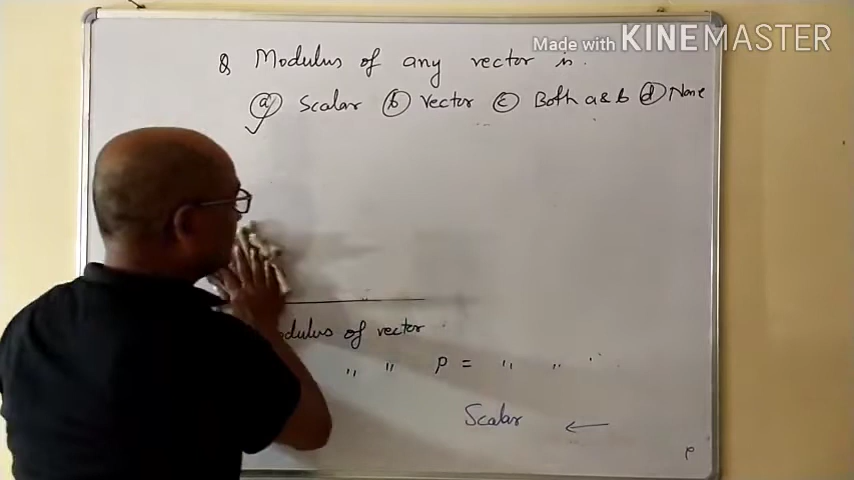 Made with KINEMASTER
Q Modulus of any vector is.
(a) Scalar (b) Vector (c) Both a & b (d) None
odulus of vector
" " P = " "
Scalar ←
P